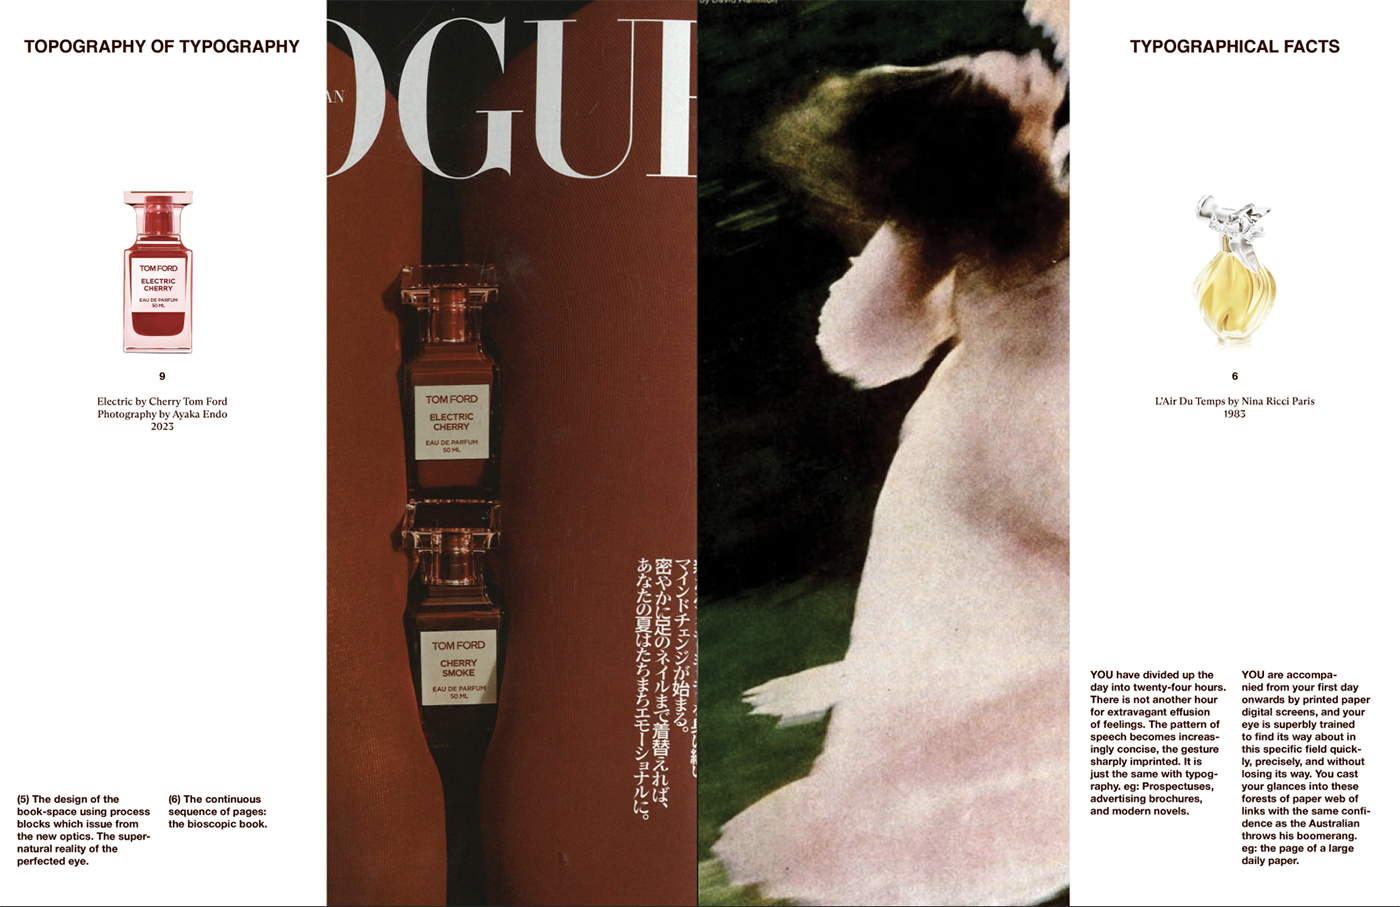 TOPOGRAPHY OF TYPOGRAPHY
TOM FORD
ELECTRIC
CHERRY
EAU DE PARFUM
50 ML
9
Electric by Cherry Tom Ford
Photography by Ayaka Endo
2023
(5) The design of the
book-space using process
blocks which issue from
the new optics. The super-
natural reality of the
perfected eye.
(6) The continuous
sequence of pages:
the bioscopic book.
OGUE
AN
TOM FORD
ELECTRIC
CHERRY
EAU DE PARFUM
50 ML
TOM FORD
CHERRY
SMOKE
EAU DE PARFUM
50 ML
マインドチェンジが始まる。
密やかに足のネイルまで着替えれば、
あなたの夏はたちまちエモーショナルに。
by David Hamilton
TYPOGRAPHICAL FACTS
6
L'Air Du Temps by Nina Ricci Paris
1983
YOU have divided up the
day into twenty-four hours.
There is not another hour
for extravagant effusion
of feelings. The pattern of
speech becomes increas-
ingly concise, the gesture
sharply imprinted. It is
just the same with typog-
raphy. eg: Prospectuses,
advertising brochures,
and modern novels.
YOU are accompa-
nied from your first day
onwards by printed paper
digital screens, and your
eye is superbly trained
to find its way about in
this specific field quick-
ly, precisely, and without
losing its way. You cast
your glances into these
forests of paper web of
links with the same confi-
dence as the Australian
throws his boomerang.
eg: the page of a large
daily paper.